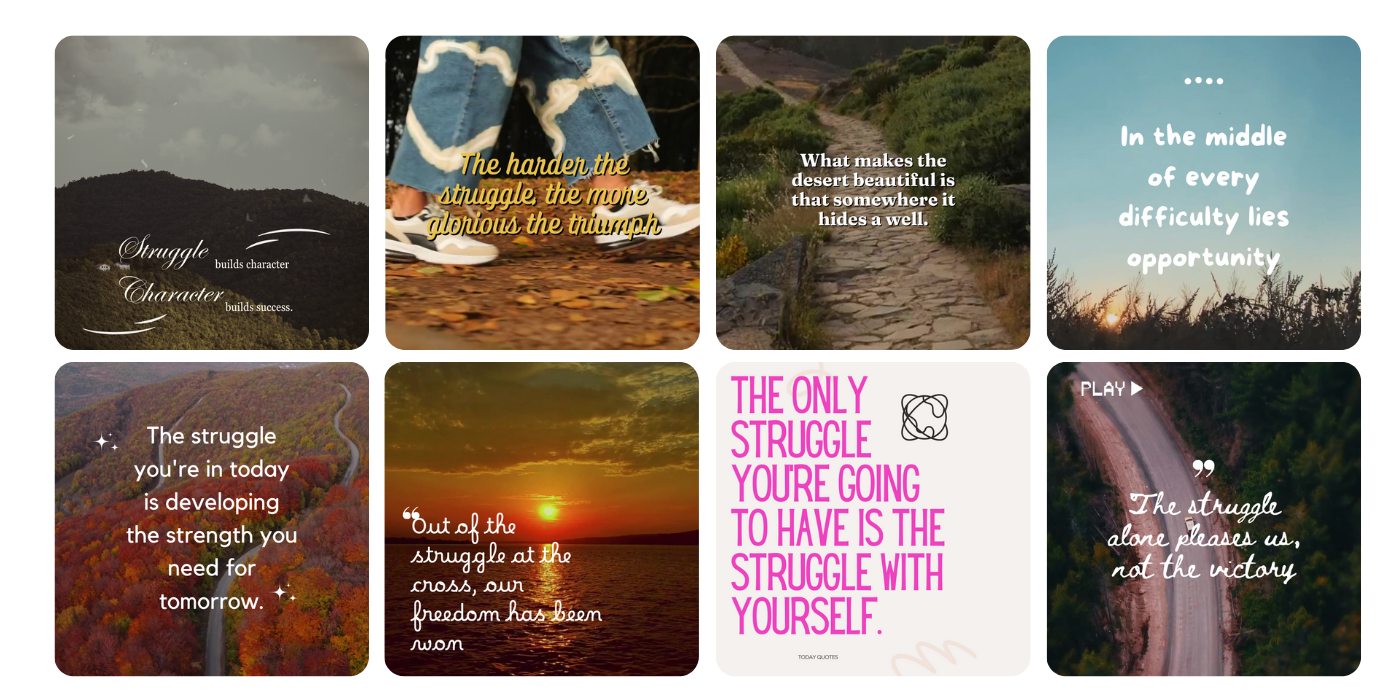 Struggle
builds character
Character
builds success.
The harder the
struggle, the more
glorious the triumph
What makes the
desert beautiful is
that somewhere it
hides a well.
In the middle
of every
difficulty lies
opportunity
The struggle
you're in today
is developing
the strength you
need for
tomorrow.
“Out of the
struggle at the
cross, our
freedom has been
won
THE ONLY
STRUGGLE
YOU'RE GOING
TO HAVE IS THE
STRUGGLE WITH
YOURSELF.
TODAY QUOTES
PLAY
”
The struggle
alone pleases us,
not the victory